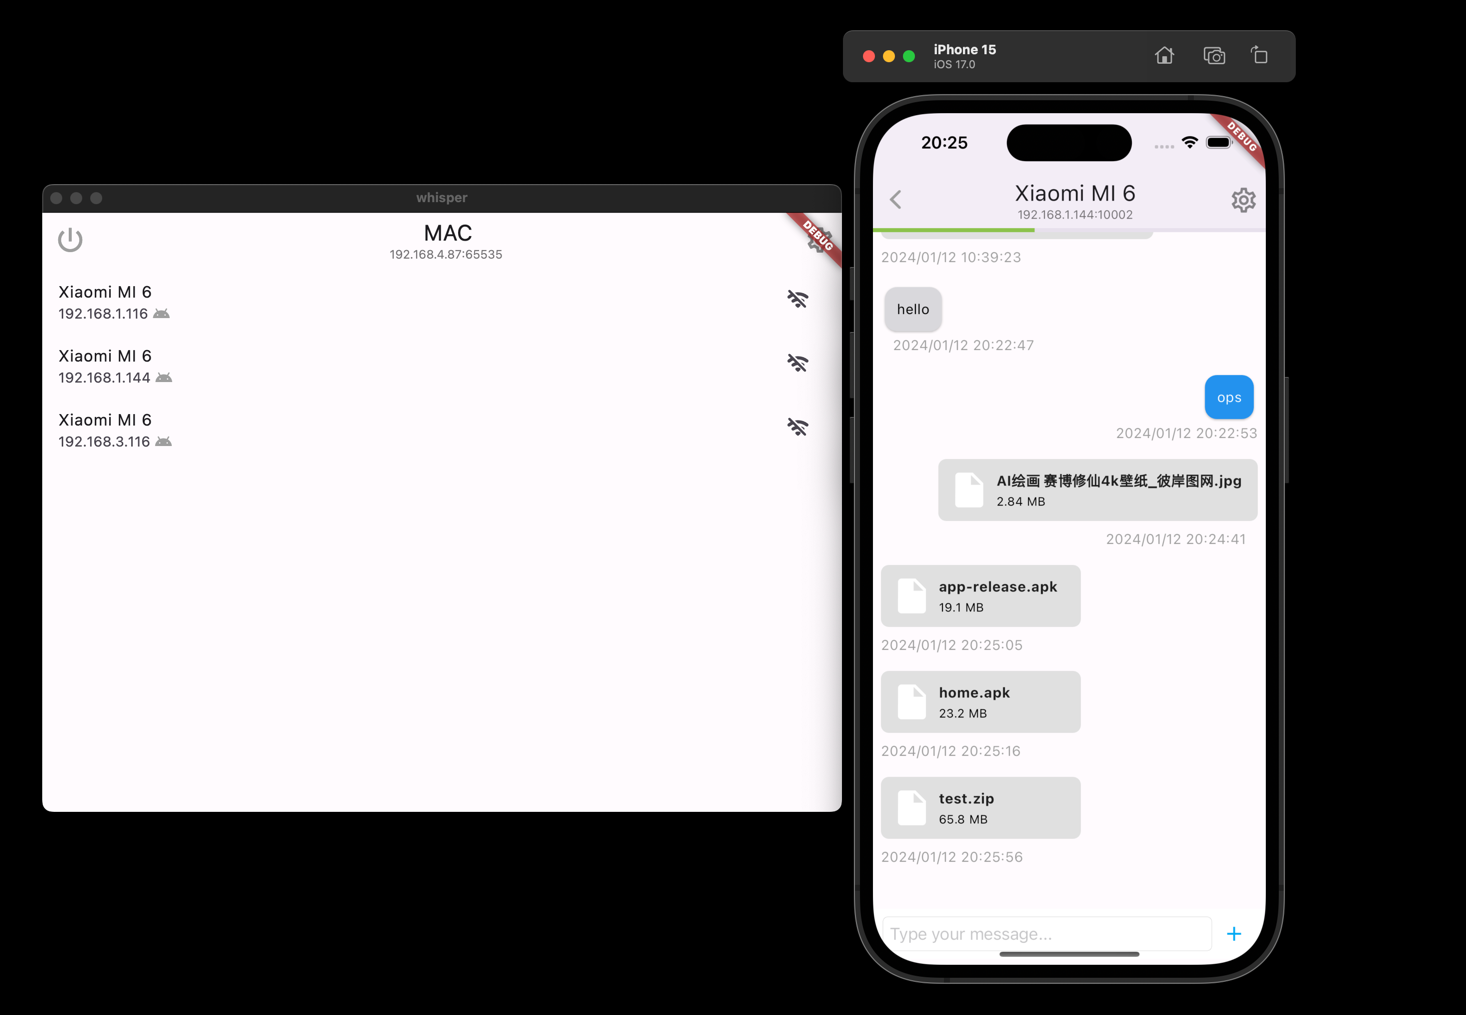 whisper
MAC
192.168.4.87:65535
DEBUG
Xiaomi MI 6
192.168.1.116
Xiaomi MI 6
192.168.1.144
Xiaomi MI 6
192.168.3.116
iPhone 15
iOS 17.0
20:25
DEBUG
Xiaomi MI 6
192.168.1.144:10002
2024/01/12 10:39:23
hello
2024/01/12 20:22:47
ops
2024/01/12 20:22:53
AI绘画 赛博修仙4k壁纸_彼岸图网.jpg
2.84 MB
2024/01/12 20:24:41
app-release.apk
19.1 MB
2024/01/12 20:25:05
home.apk
23.2 MB
2024/01/12 20:25:16
test.zip
65.8 MB
2024/01/12 20:25:56
Type your message...